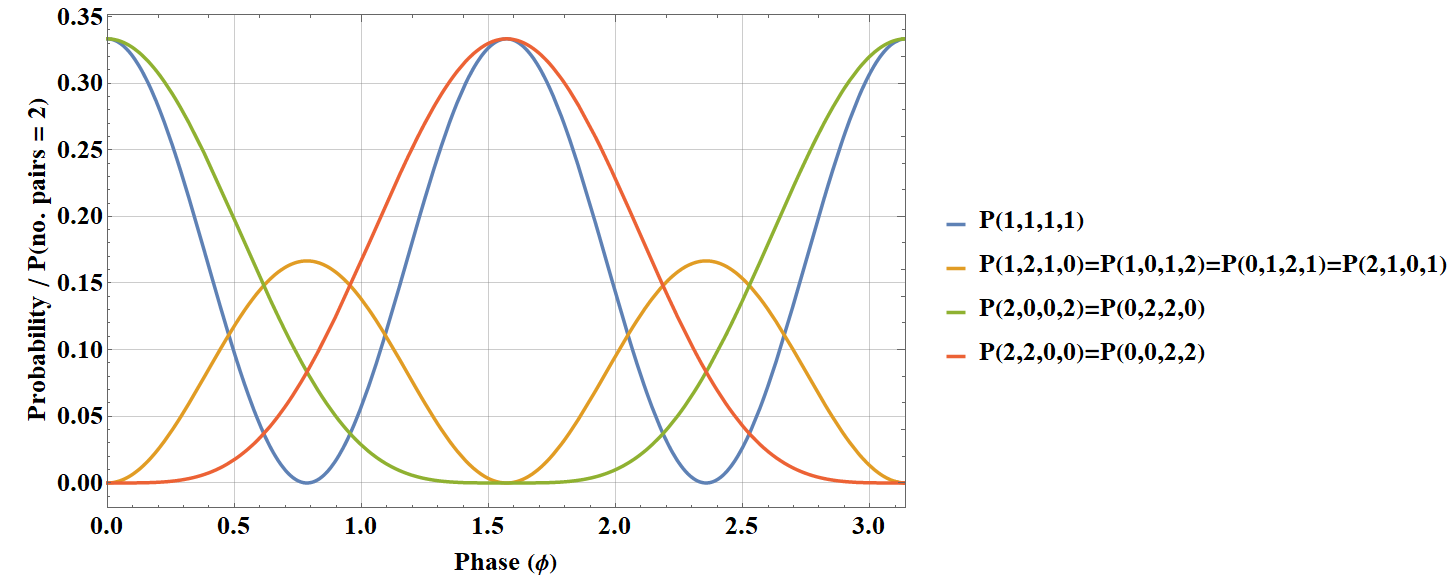 0.35
0.30
0.25
0.20
0.15
0.10
0.05
0.00
Probability / P(no. pairs = 2)
0.0 0.5 1.0 1.5 2.0 2.5 3.0
Phase (ϕ)
P(1,1,1,1)
P(1,2,1,0)=P(1,0,1,2)=P(0,1,2,1)=P(2,1,0,1)
P(2,0,0,2)=P(0,2,2,0)
P(2,2,0,0)=P(0,0,2,2)